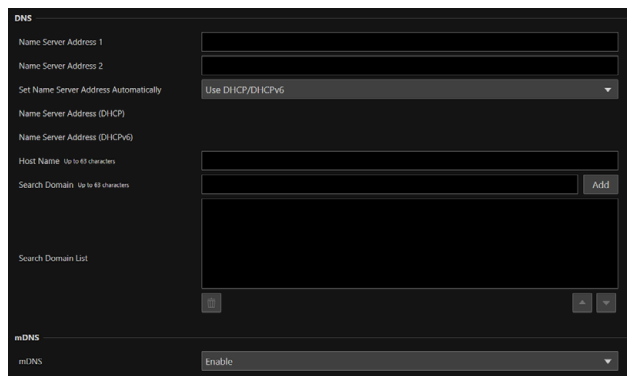 DNS
Name Server Address 1
Name Server Address 2
Set Name Server Address Automatically Use DHCP/DHCPv6
Name Server Address (DHCP)
Name Server Address (DHCPv6)
Host Name Up to 63 characters
Search Domain Up to 63 characters Add
Search Domain List
mDNS
mDNS Enable